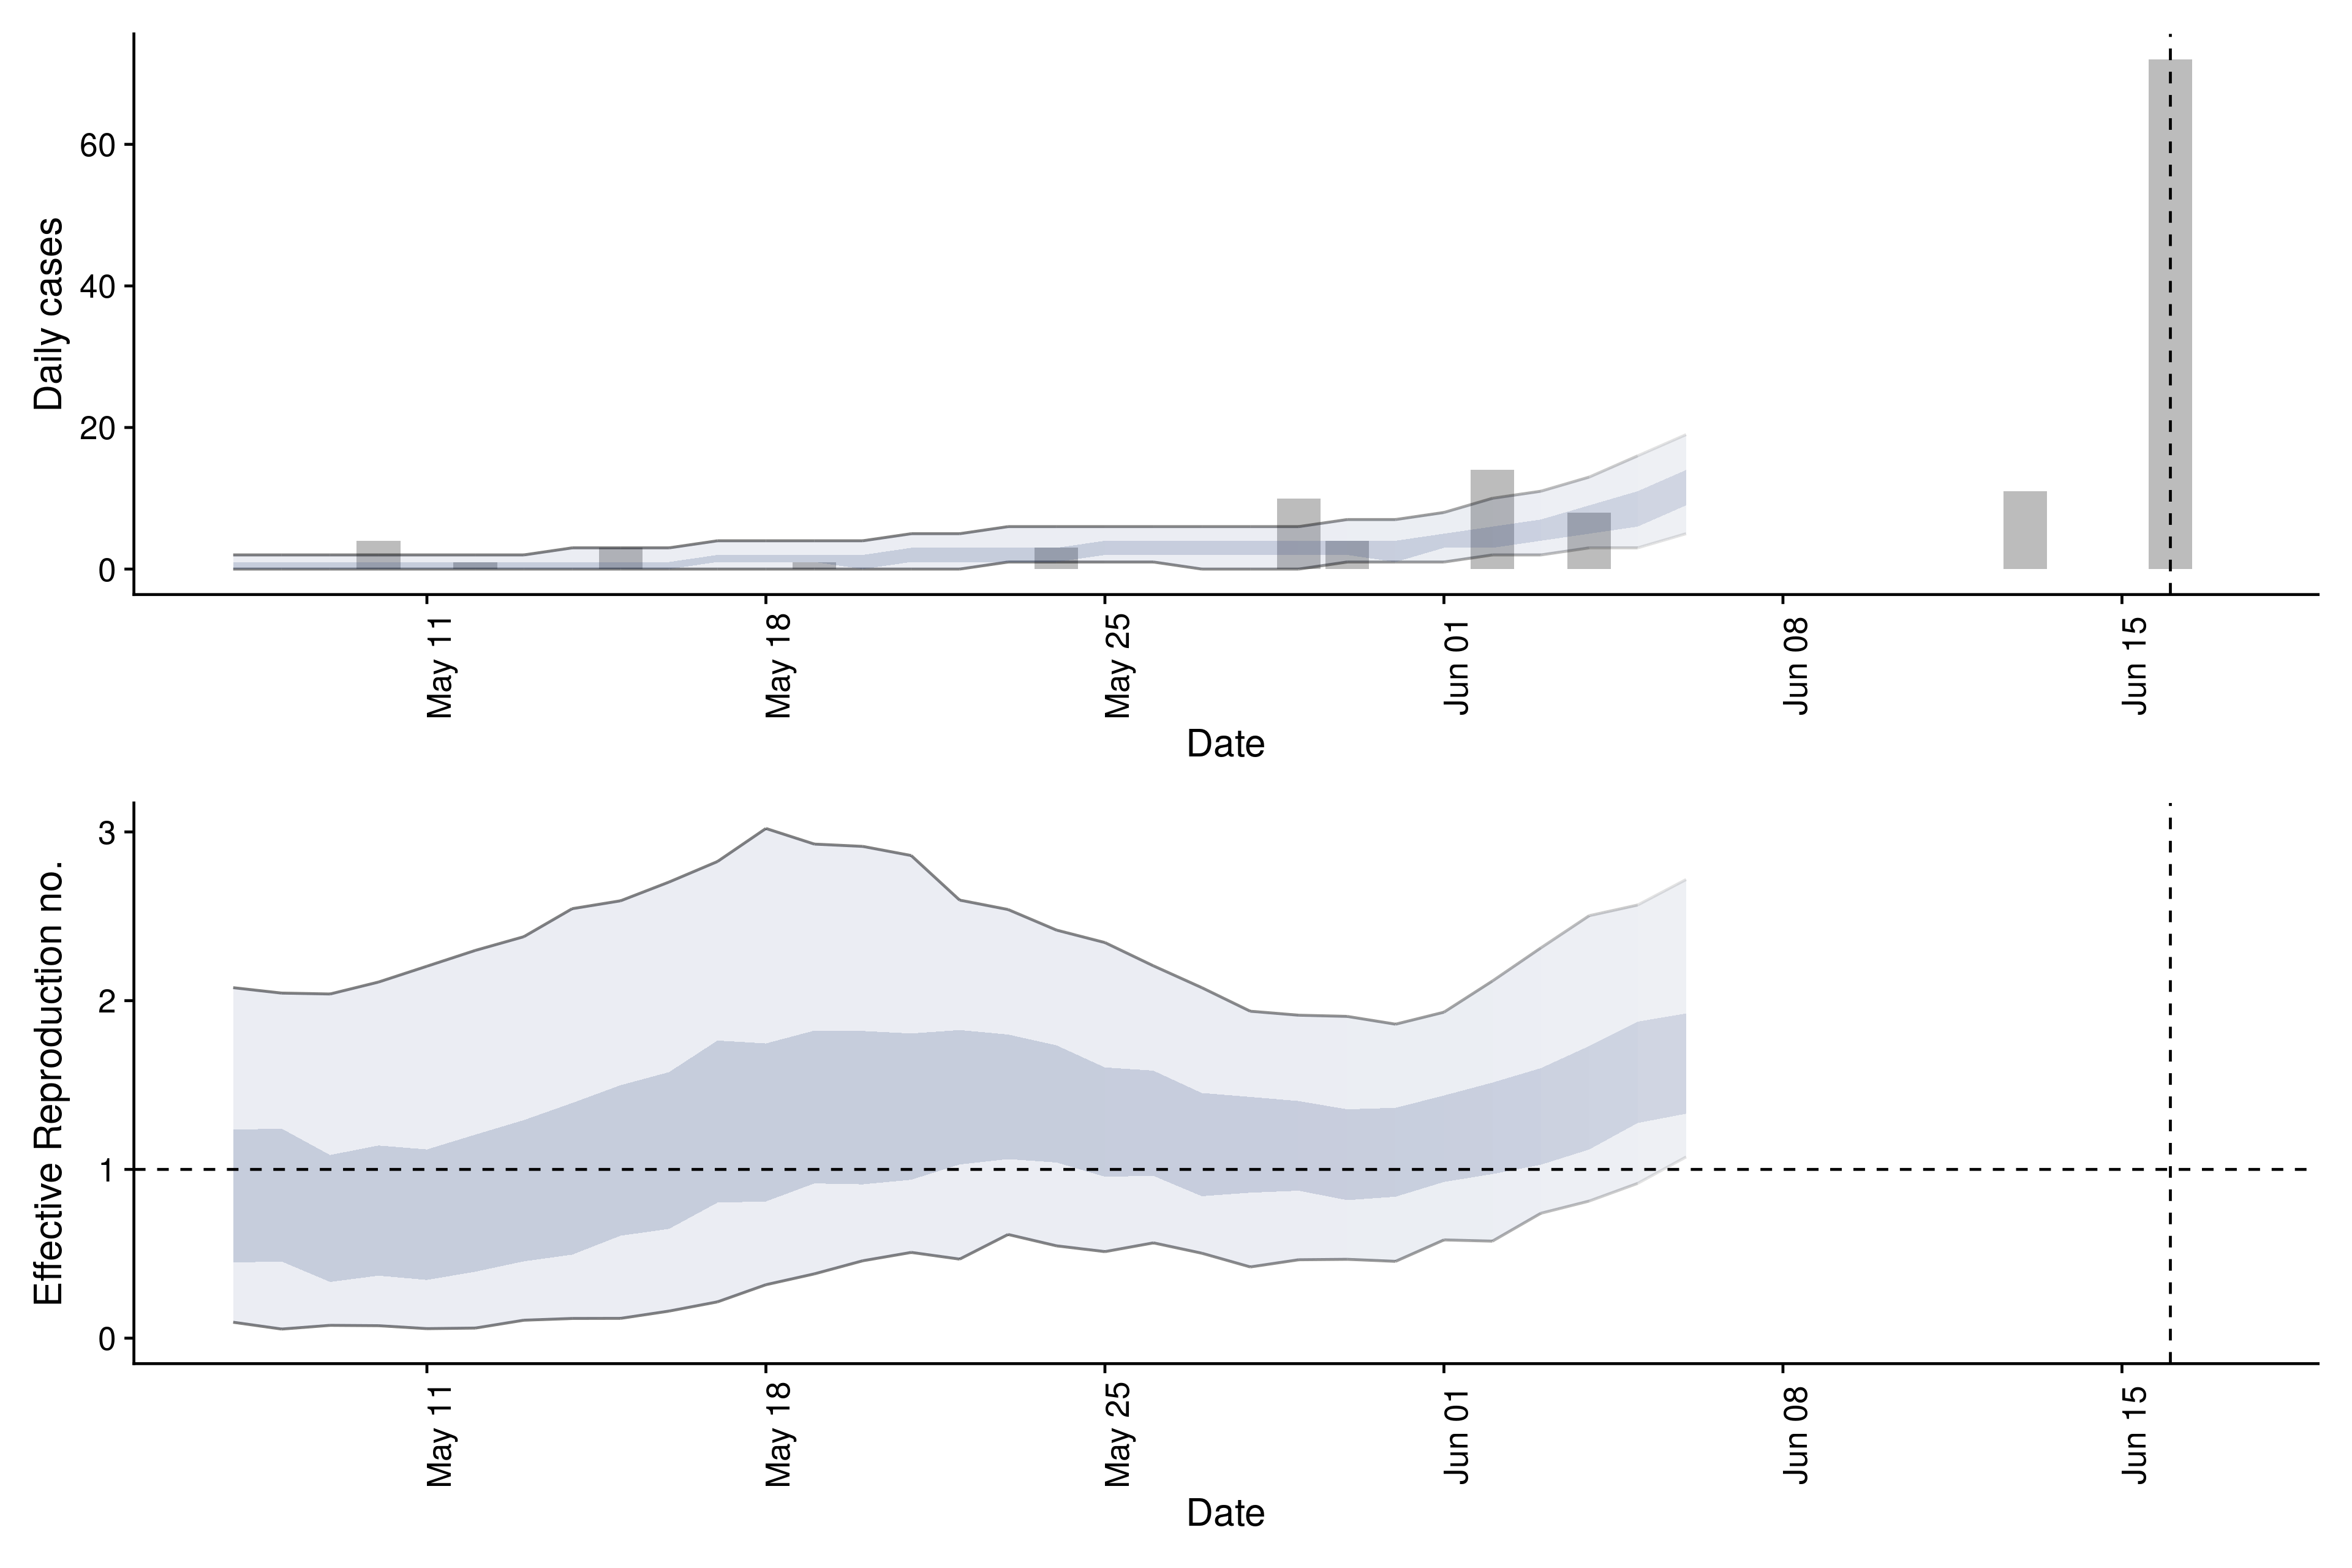 Daily cases
60
40
20
0
May 11
May 18
May 25
Jun 01
Jun 08
Jun 15
Date
Effective Reproduction no.
3
2
1
0
May 11
May 18
May 25
Jun 01
Jun 08
Jun 15
Date